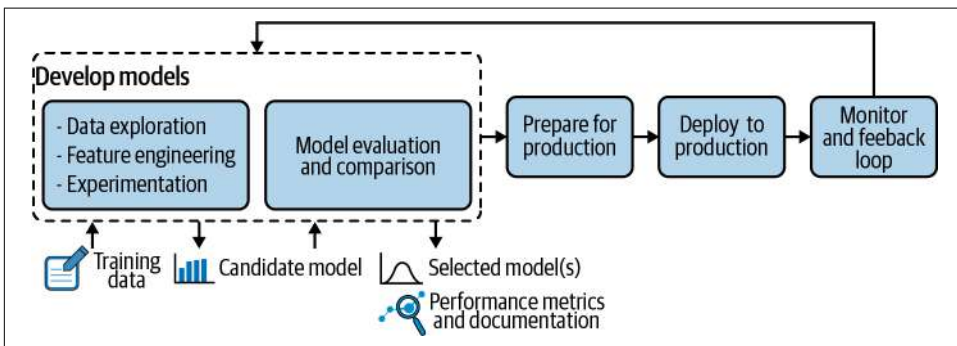 Develop models
- Data exploration
- Feature engineering
- Experimentation
Model evaluation
and comparison
Prepare for
production
Deploy to
production
Monitor
and feeback
loop
Training
data
Candidate model
Selected model(s)
Performance metrics
and documentation